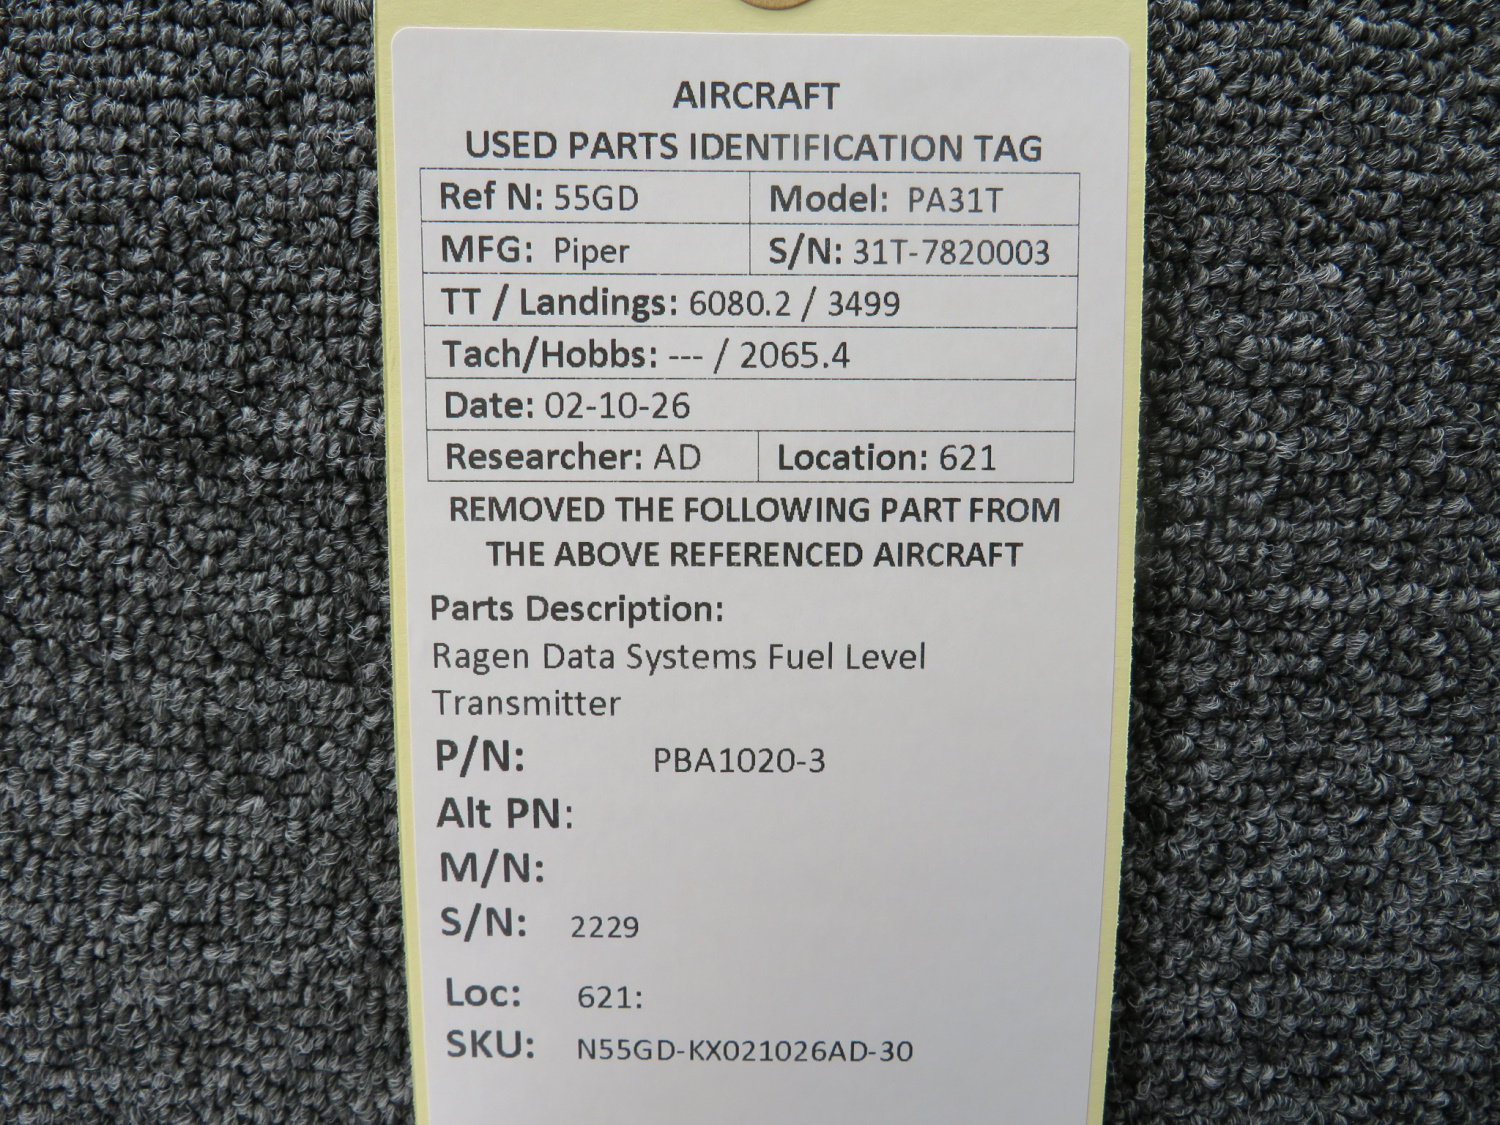 AIRCRAFT
USED PARTS IDENTIFICATION TAG
Ref N: 55GD Model: PA31T
MFG: Piper S/N: 31T-7820003
TT / Landings: 6080.2 / 3499
Tach/Hobbs: --- / 2065.4
Date: 02-10-26
Researcher: AD Location: 621
REMOVED THE FOLLOWING PART FROM
THE ABOVE REFERENCED AIRCRAFT
Parts Description:
Ragen Data Systems Fuel Level
Transmitter
P/N: PBA1020-3
Alt PN:
M/N:
S/N: 2229
Loc: 621:
SKU: N55GD-KX021026AD-30